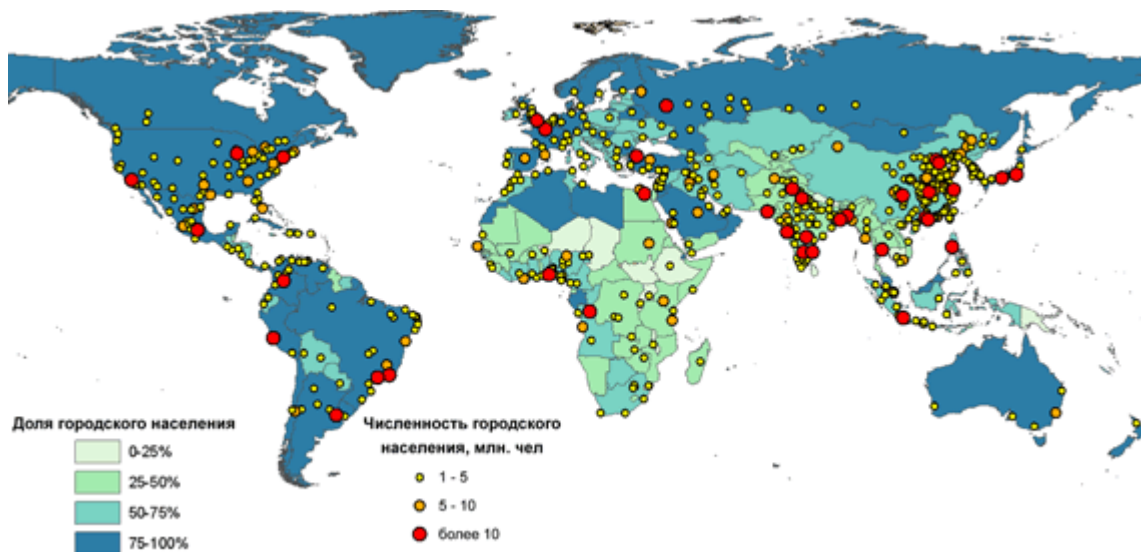 Доля городского населения
0-25%
25-50%
50-75%
75-100%
Численность городского
населения, млн. чел
1 - 5
5 - 10
более 10